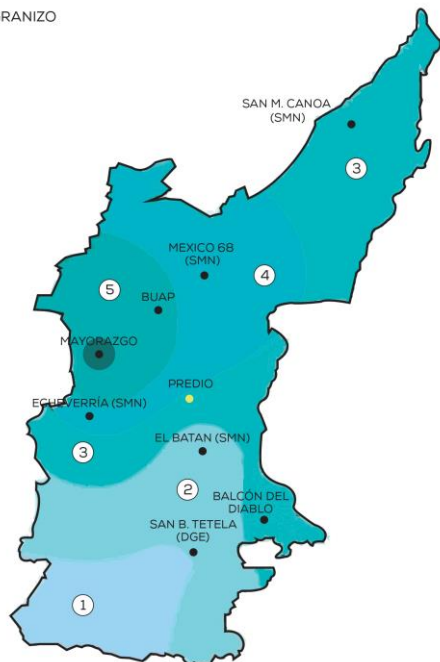 RANIZO
SAN M. CANOA
(SMN)
3
MEXICO 68
(SMN)
4
5
BUAP
MAYORAZGO
PREDIO
ECHEVERRÍA (SMN)
EL BATAN (SMN)
3
2
BALCÓN DEL
DIABLO
SAN B. TETELA
(DGE)
1